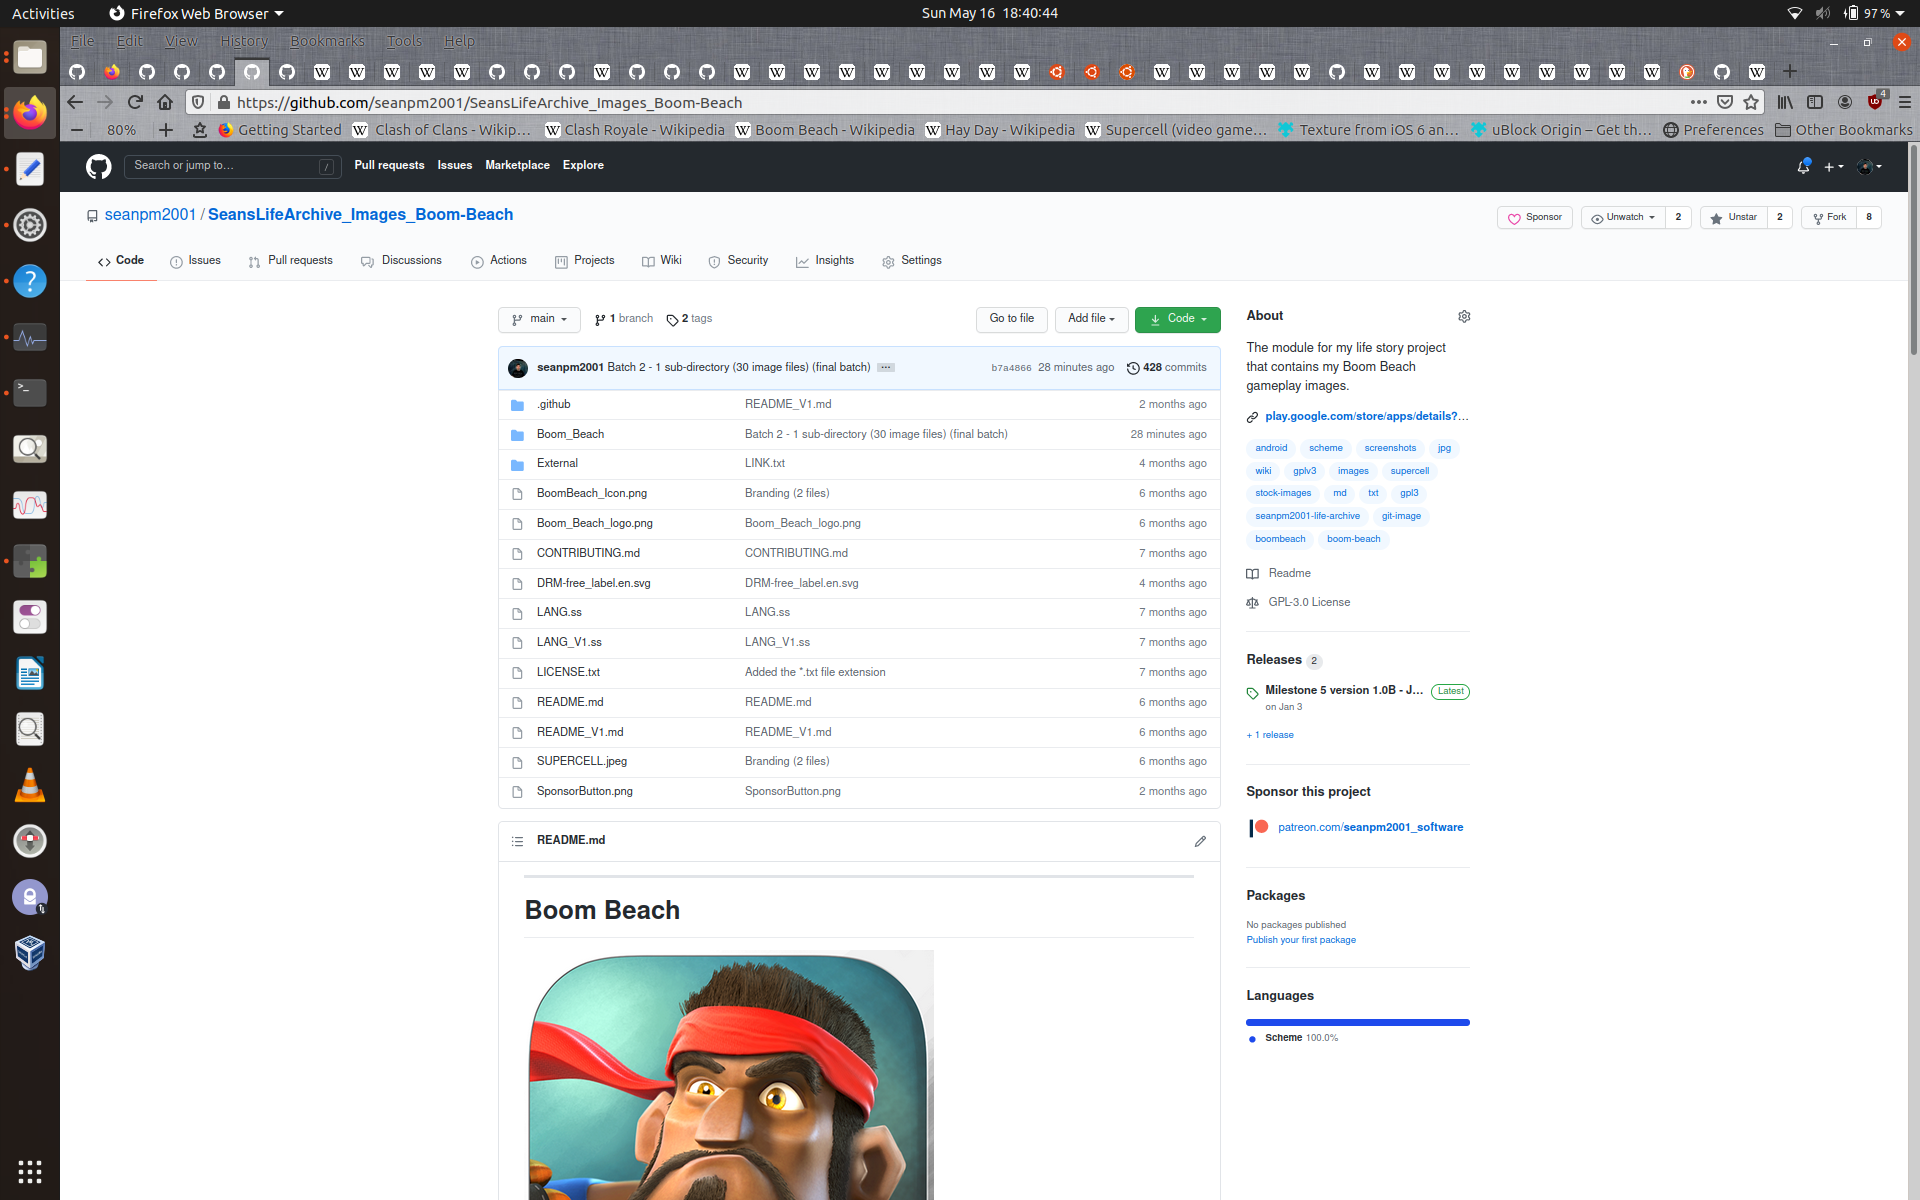 Activities Firefox Web Browser Sun May 16 18:40:44 97 %
File Edit View History Bookmarks Tools Help
https://github.com/seanpm2001/SeansLifeArchive_Images_Boom-Beach 4
80% Getting Started Clash of Clans - Wikip… Clash Royale - Wikipedia Boom Beach - Wikipedia Hay Day - Wikipedia Supercell (video game… Texture from iOS 6 an… uBlock Origin – Get th… Preferences Other Bookmarks
Search or jump to… / Pull requests Issues Marketplace Explore
seanpm2001 / SeansLifeArchive_Images_Boom-Beach Sponsor Unwatch 2 Unstar 2 Fork 8
Code Issues Pull requests Discussions Actions Projects Wiki Security Insights Settings
main 1 branch 2 tags Go to file Add file Code
seanpm2001 Batch 2 - 1 sub-directory (30 image files) (final batch) ... b7a4866 28 minutes ago 428 commits
.github README_V1.md 2 months ago
Boom_Beach Batch 2 - 1 sub-directory (30 image files) (final batch) 28 minutes ago
External LINK.txt 4 months ago
BoomBeach_Icon.png Branding (2 files) 6 months ago
Boom_Beach_logo.png Boom_Beach_logo.png 6 months ago
CONTRIBUTING.md CONTRIBUTING.md 7 months ago
DRM-free_label.en.svg DRM-free_label.en.svg 4 months ago
LANG.ss LANG.ss 7 months ago
LANG_V1.ss LANG_V1.ss 7 months ago
LICENSE.txt Added the *.txt file extension 7 months ago
README.md README.md 6 months ago
README_V1.md README_V1.md 6 months ago
SUPERCELL.jpeg Branding (2 files) 6 months ago
SponsorButton.png SponsorButton.png 2 months ago
README.md
Boom Beach
About
The module for my life story project
that contains my Boom Beach
gameplay images.
play.google.com/store/apps/details?…
android scheme screenshots jpg
wiki gplv3 images supercell
stock-images md txt gpl3
seanpm2001-life-archive git-image
boombeach boom-beach
Readme
GPL-3.0 License
Releases 2
Milestone 5 version 1.0B - J… Latest
on Jan 3
+ 1 release
Sponsor this project
patreon.com/seanpm2001_software
Packages
No packages published
Publish your first package
Languages
Scheme 100.0%